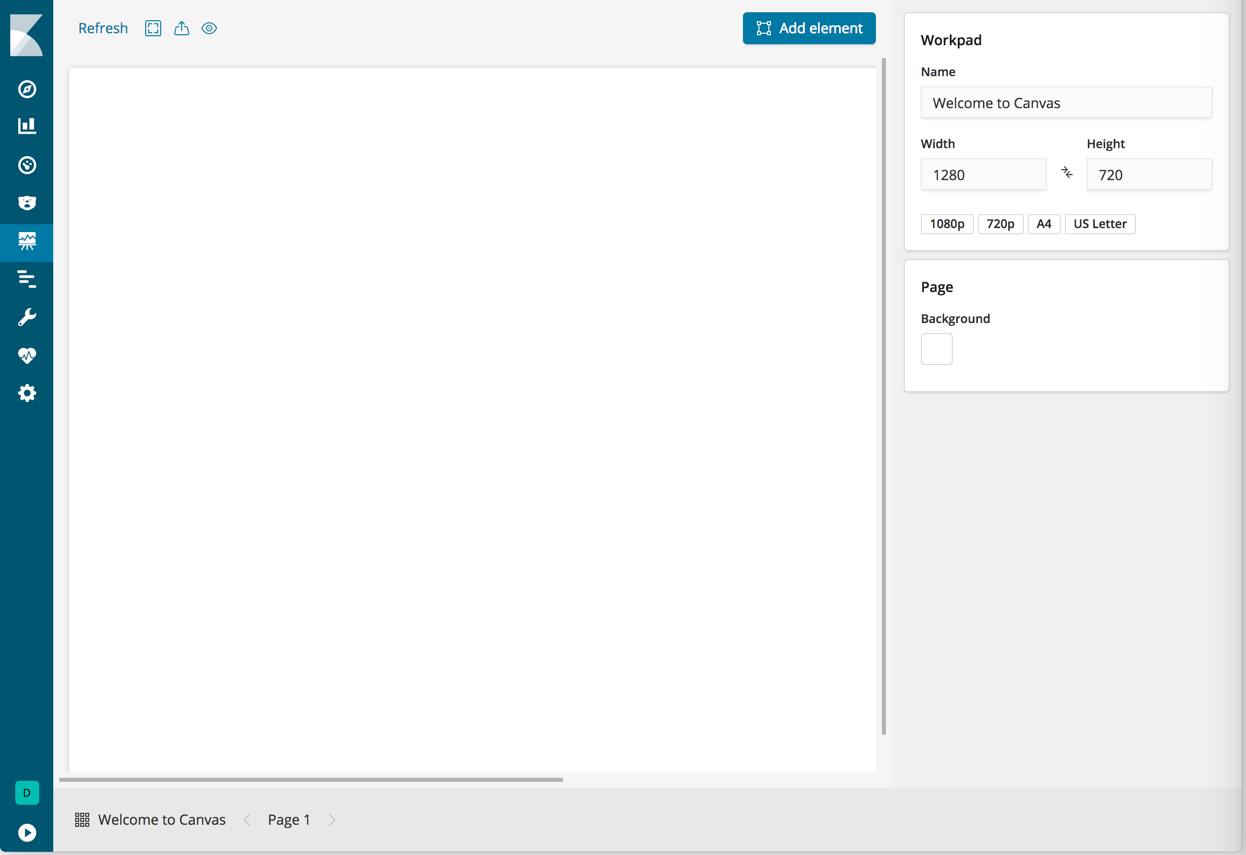 Refresh
Add element
Workpad
Name
Welcome to Canvas
Width Height
1280 720
1080p 720p A4 US Letter
Page
Background
D
Welcome to Canvas Page 1